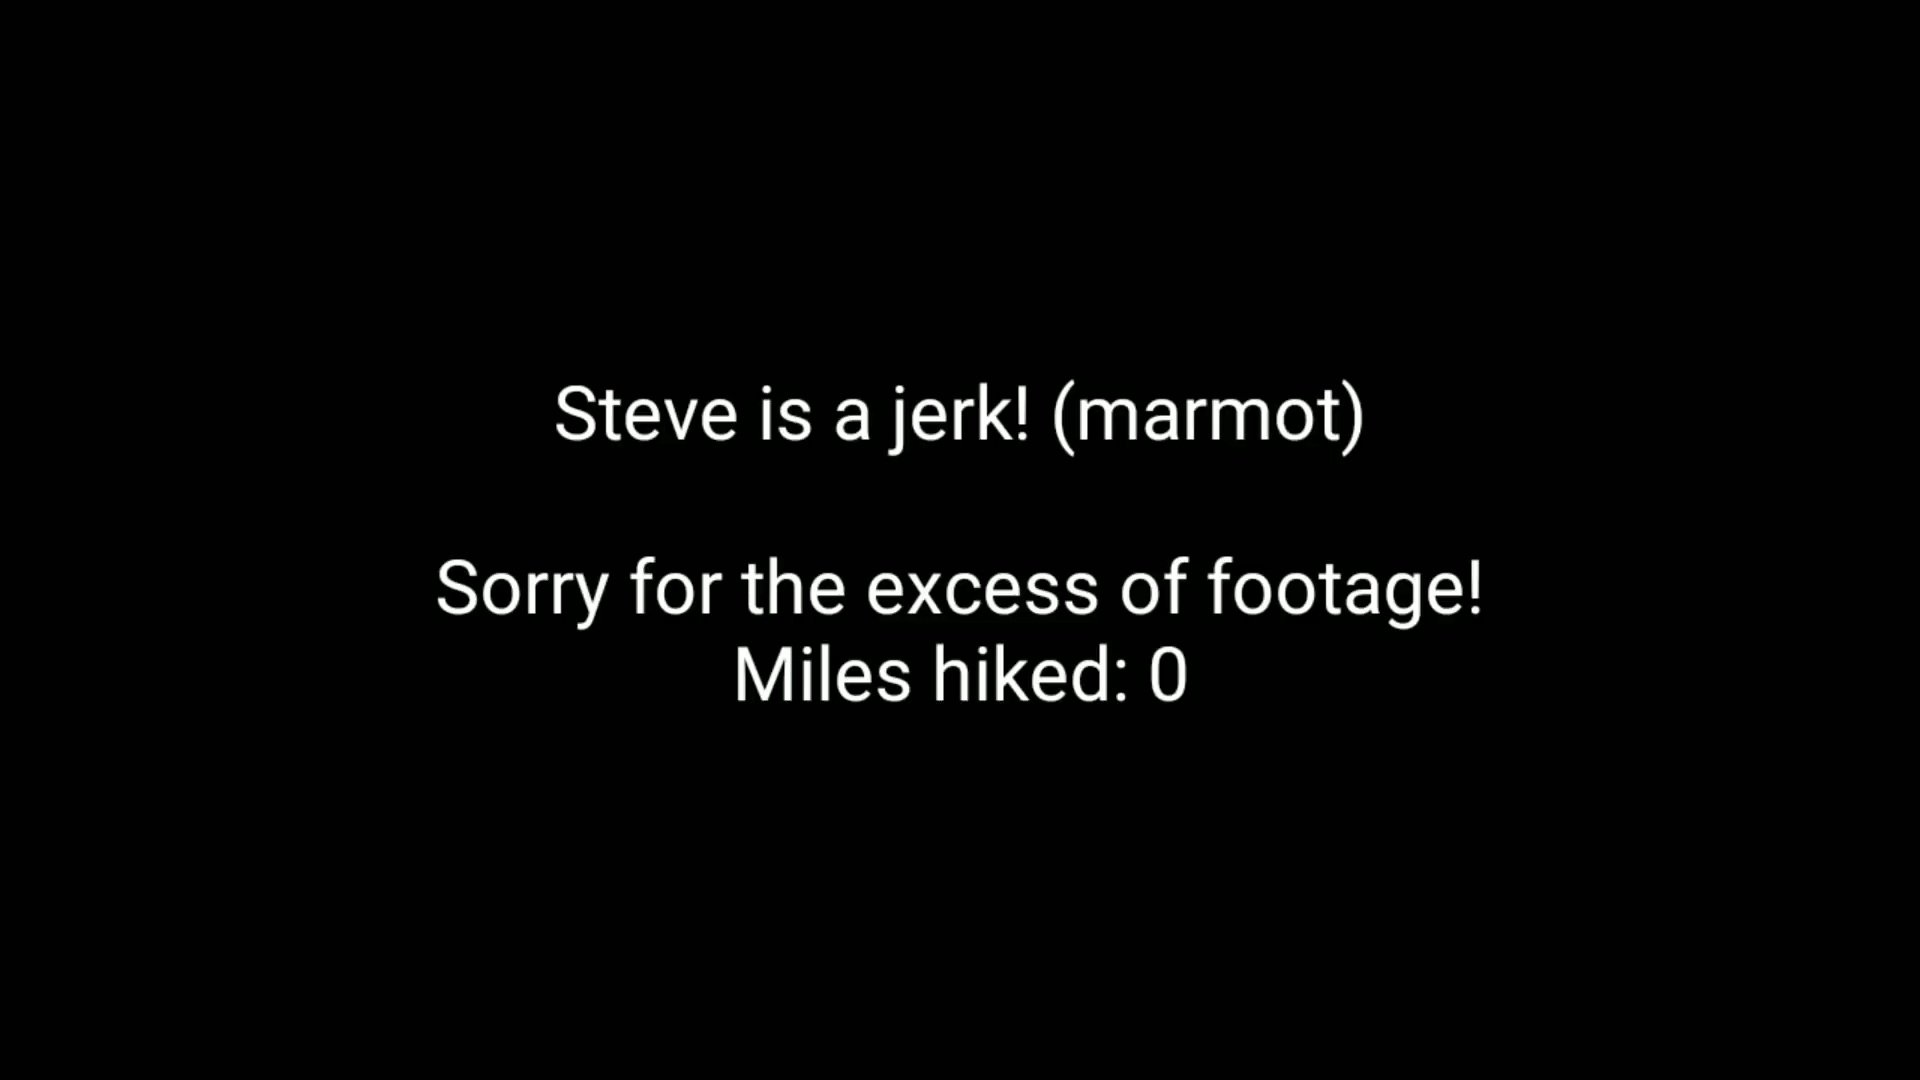 Steve is a jerk! (marmot)
Sorry for the excess of footage!
Miles hiked: 0